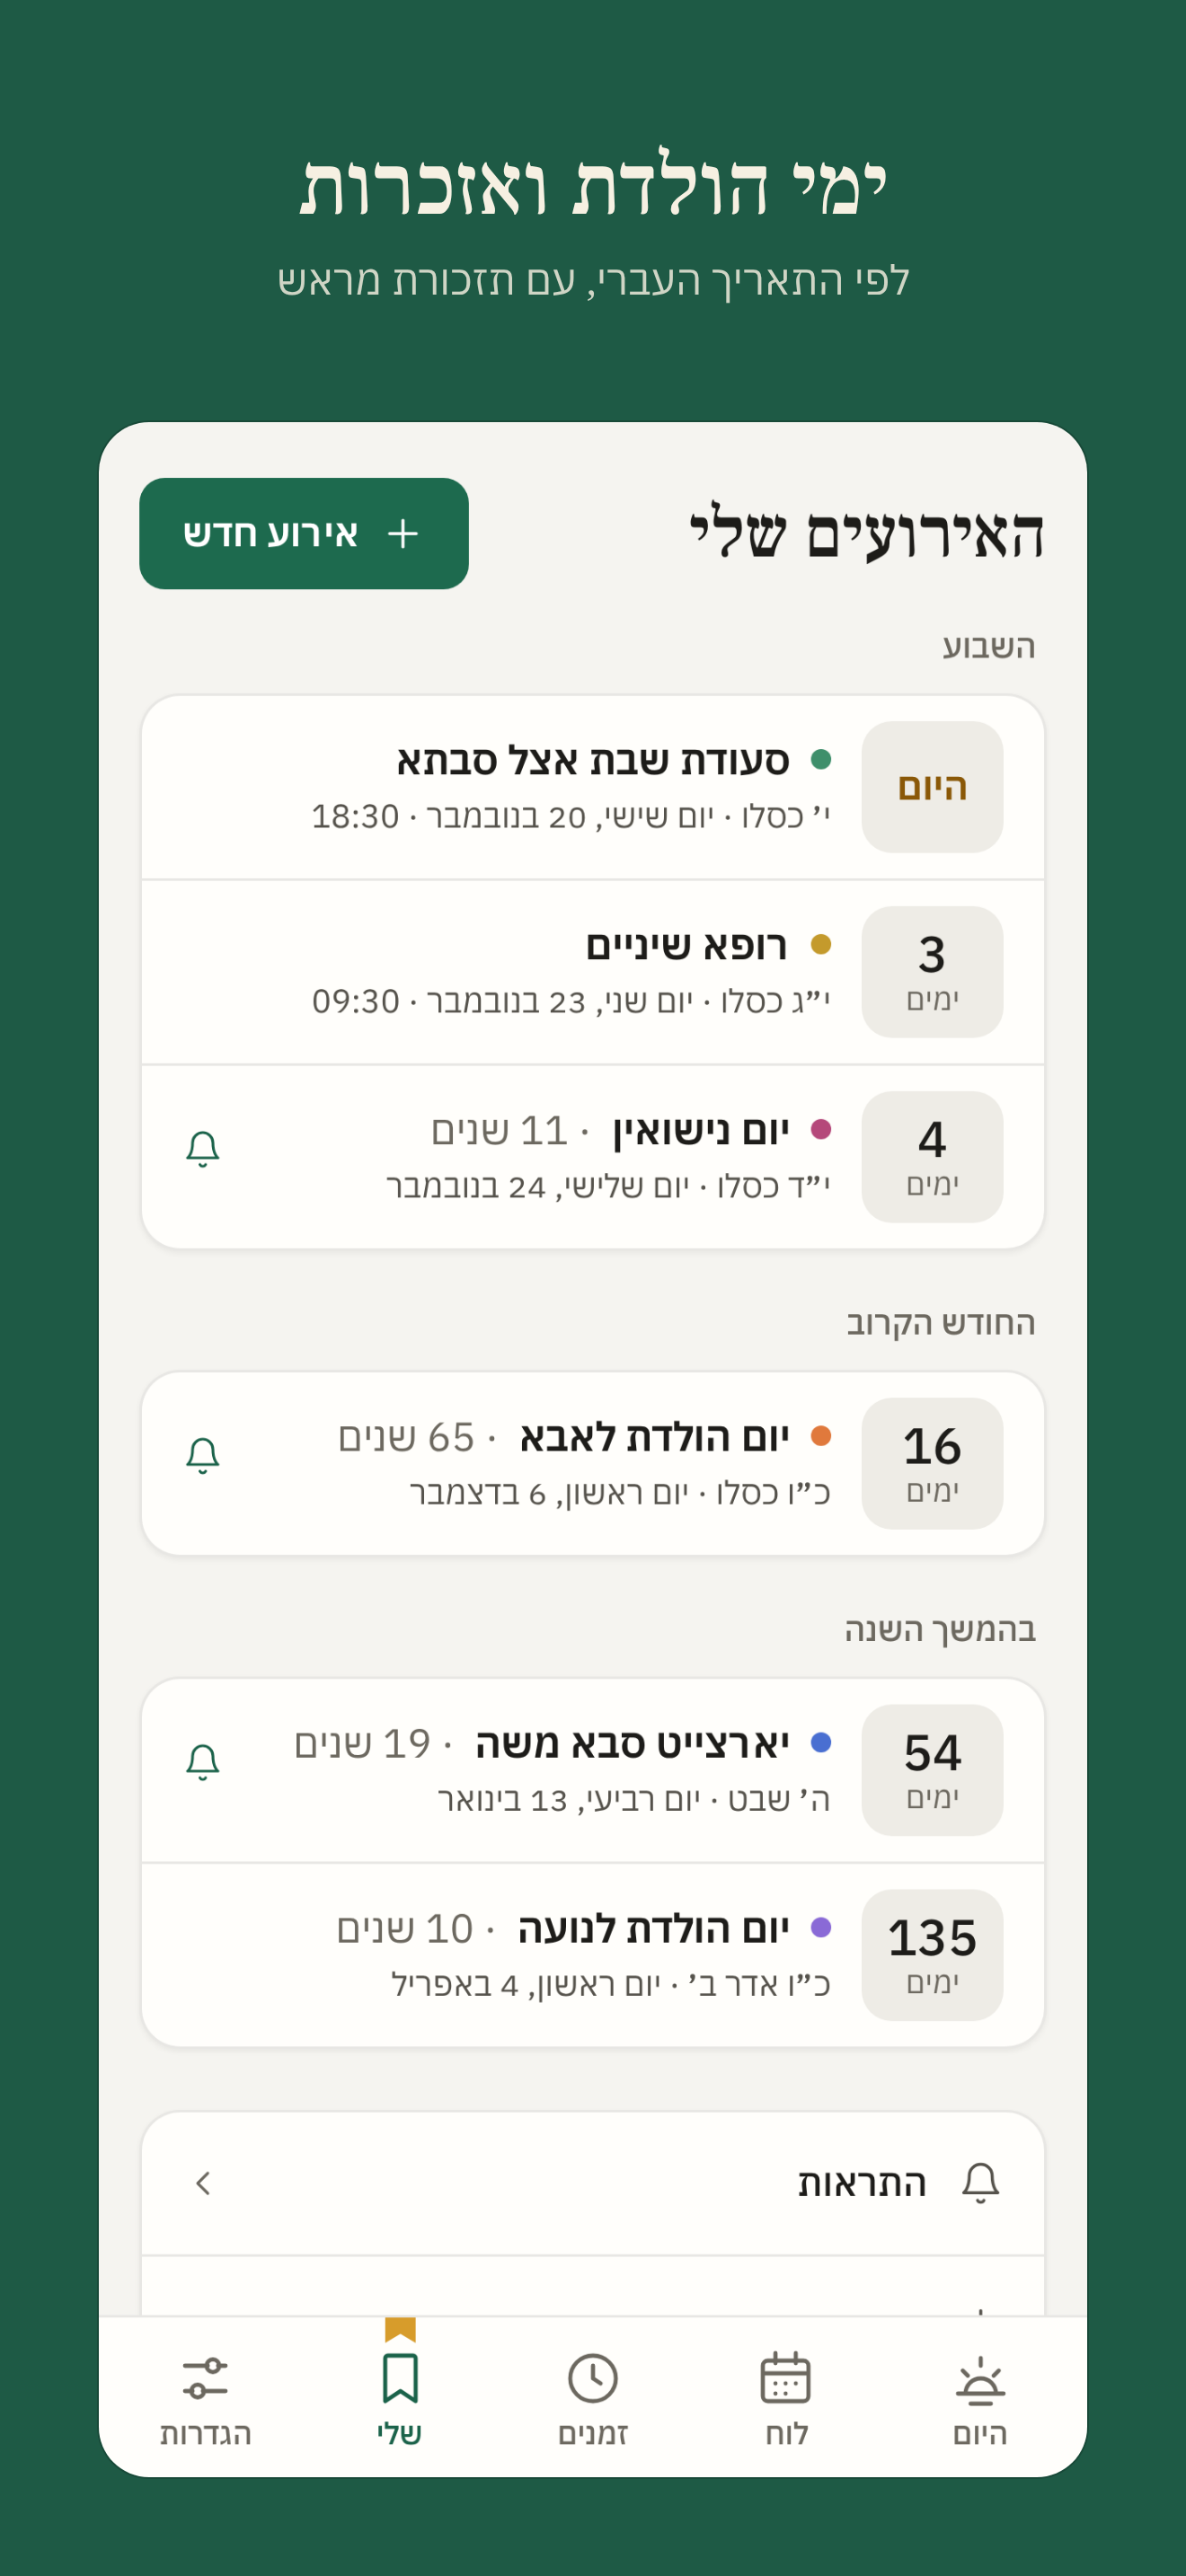 ימי הולדת ואזכרות
לפי התאריך העברי, עם תזכורת מראש
האירועים שלי
+ אירוע חדש
השבוע
היום
סעודת שבת אצל סבתא
י׳ כסלו · יום שישי, 20 בנובמבר · 18:30
3
ימים
רופא שיניים
י״ג כסלו · יום שני, 23 בנובמבר · 09:30
4
ימים
יום נישואין · 11 שנים
י״ד כסלו · יום שלישי, 24 בנובמבר
החודש הקרוב
16
ימים
יום הולדת לאבא · 65 שנים
כ״ו כסלו · יום ראשון, 6 בדצמבר
בהמשך השנה
54
ימים
יארצייט סבא משה · 19 שנים
ה׳ שבט · יום רביעי, 13 בינואר
135
ימים
יום הולדת לנועה · 10 שנים
כ״ו אדר ב׳ · יום ראשון, 4 באפריל
התראות
היום
לוח
זמנים
שלי
הגדרות